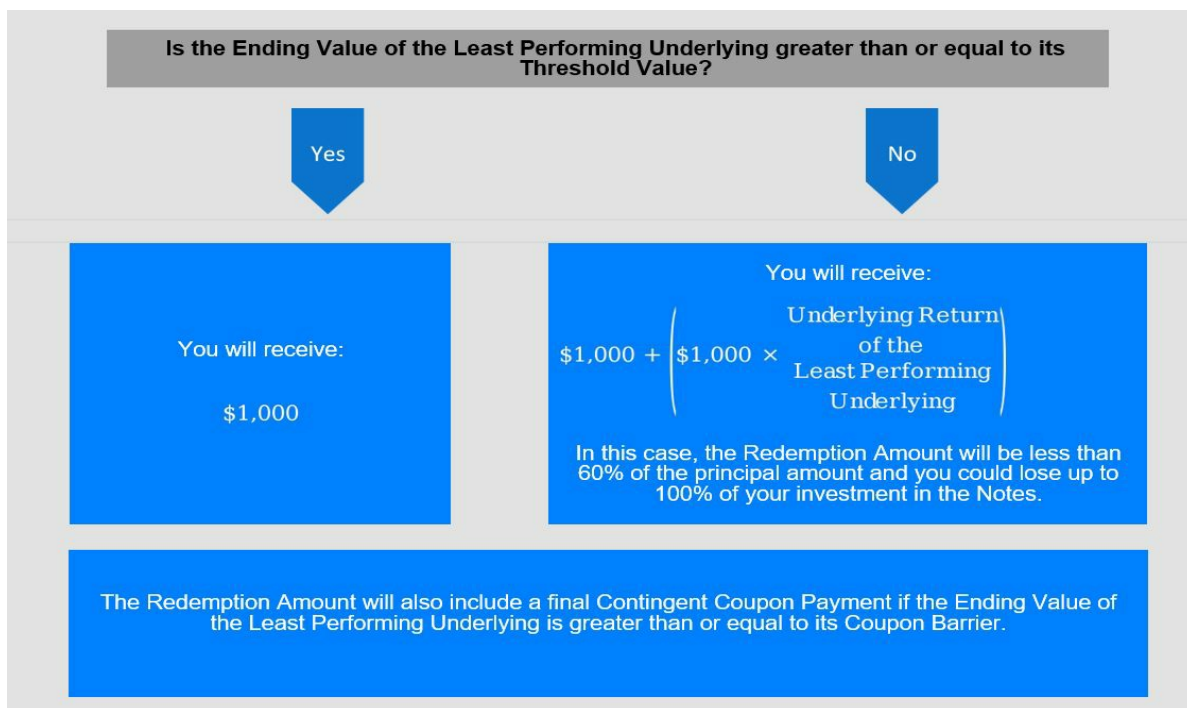 Is the Ending Value of the Least Performing Underlying greater than or equal to its
Threshold Value?
Yes
No
You will receive:
$1,000
You will receive:
$1,000 + ($1,000 × Underlying Return
of the
Least Performing
Underlying)
In this case, the Redemption Amount will be less than
60% of the principal amount and you could lose up to
100% of your investment in the Notes.
The Redemption Amount will also include a final Contingent Coupon Payment if the Ending Value of
the Least Performing Underlying is greater than or equal to its Coupon Barrier.